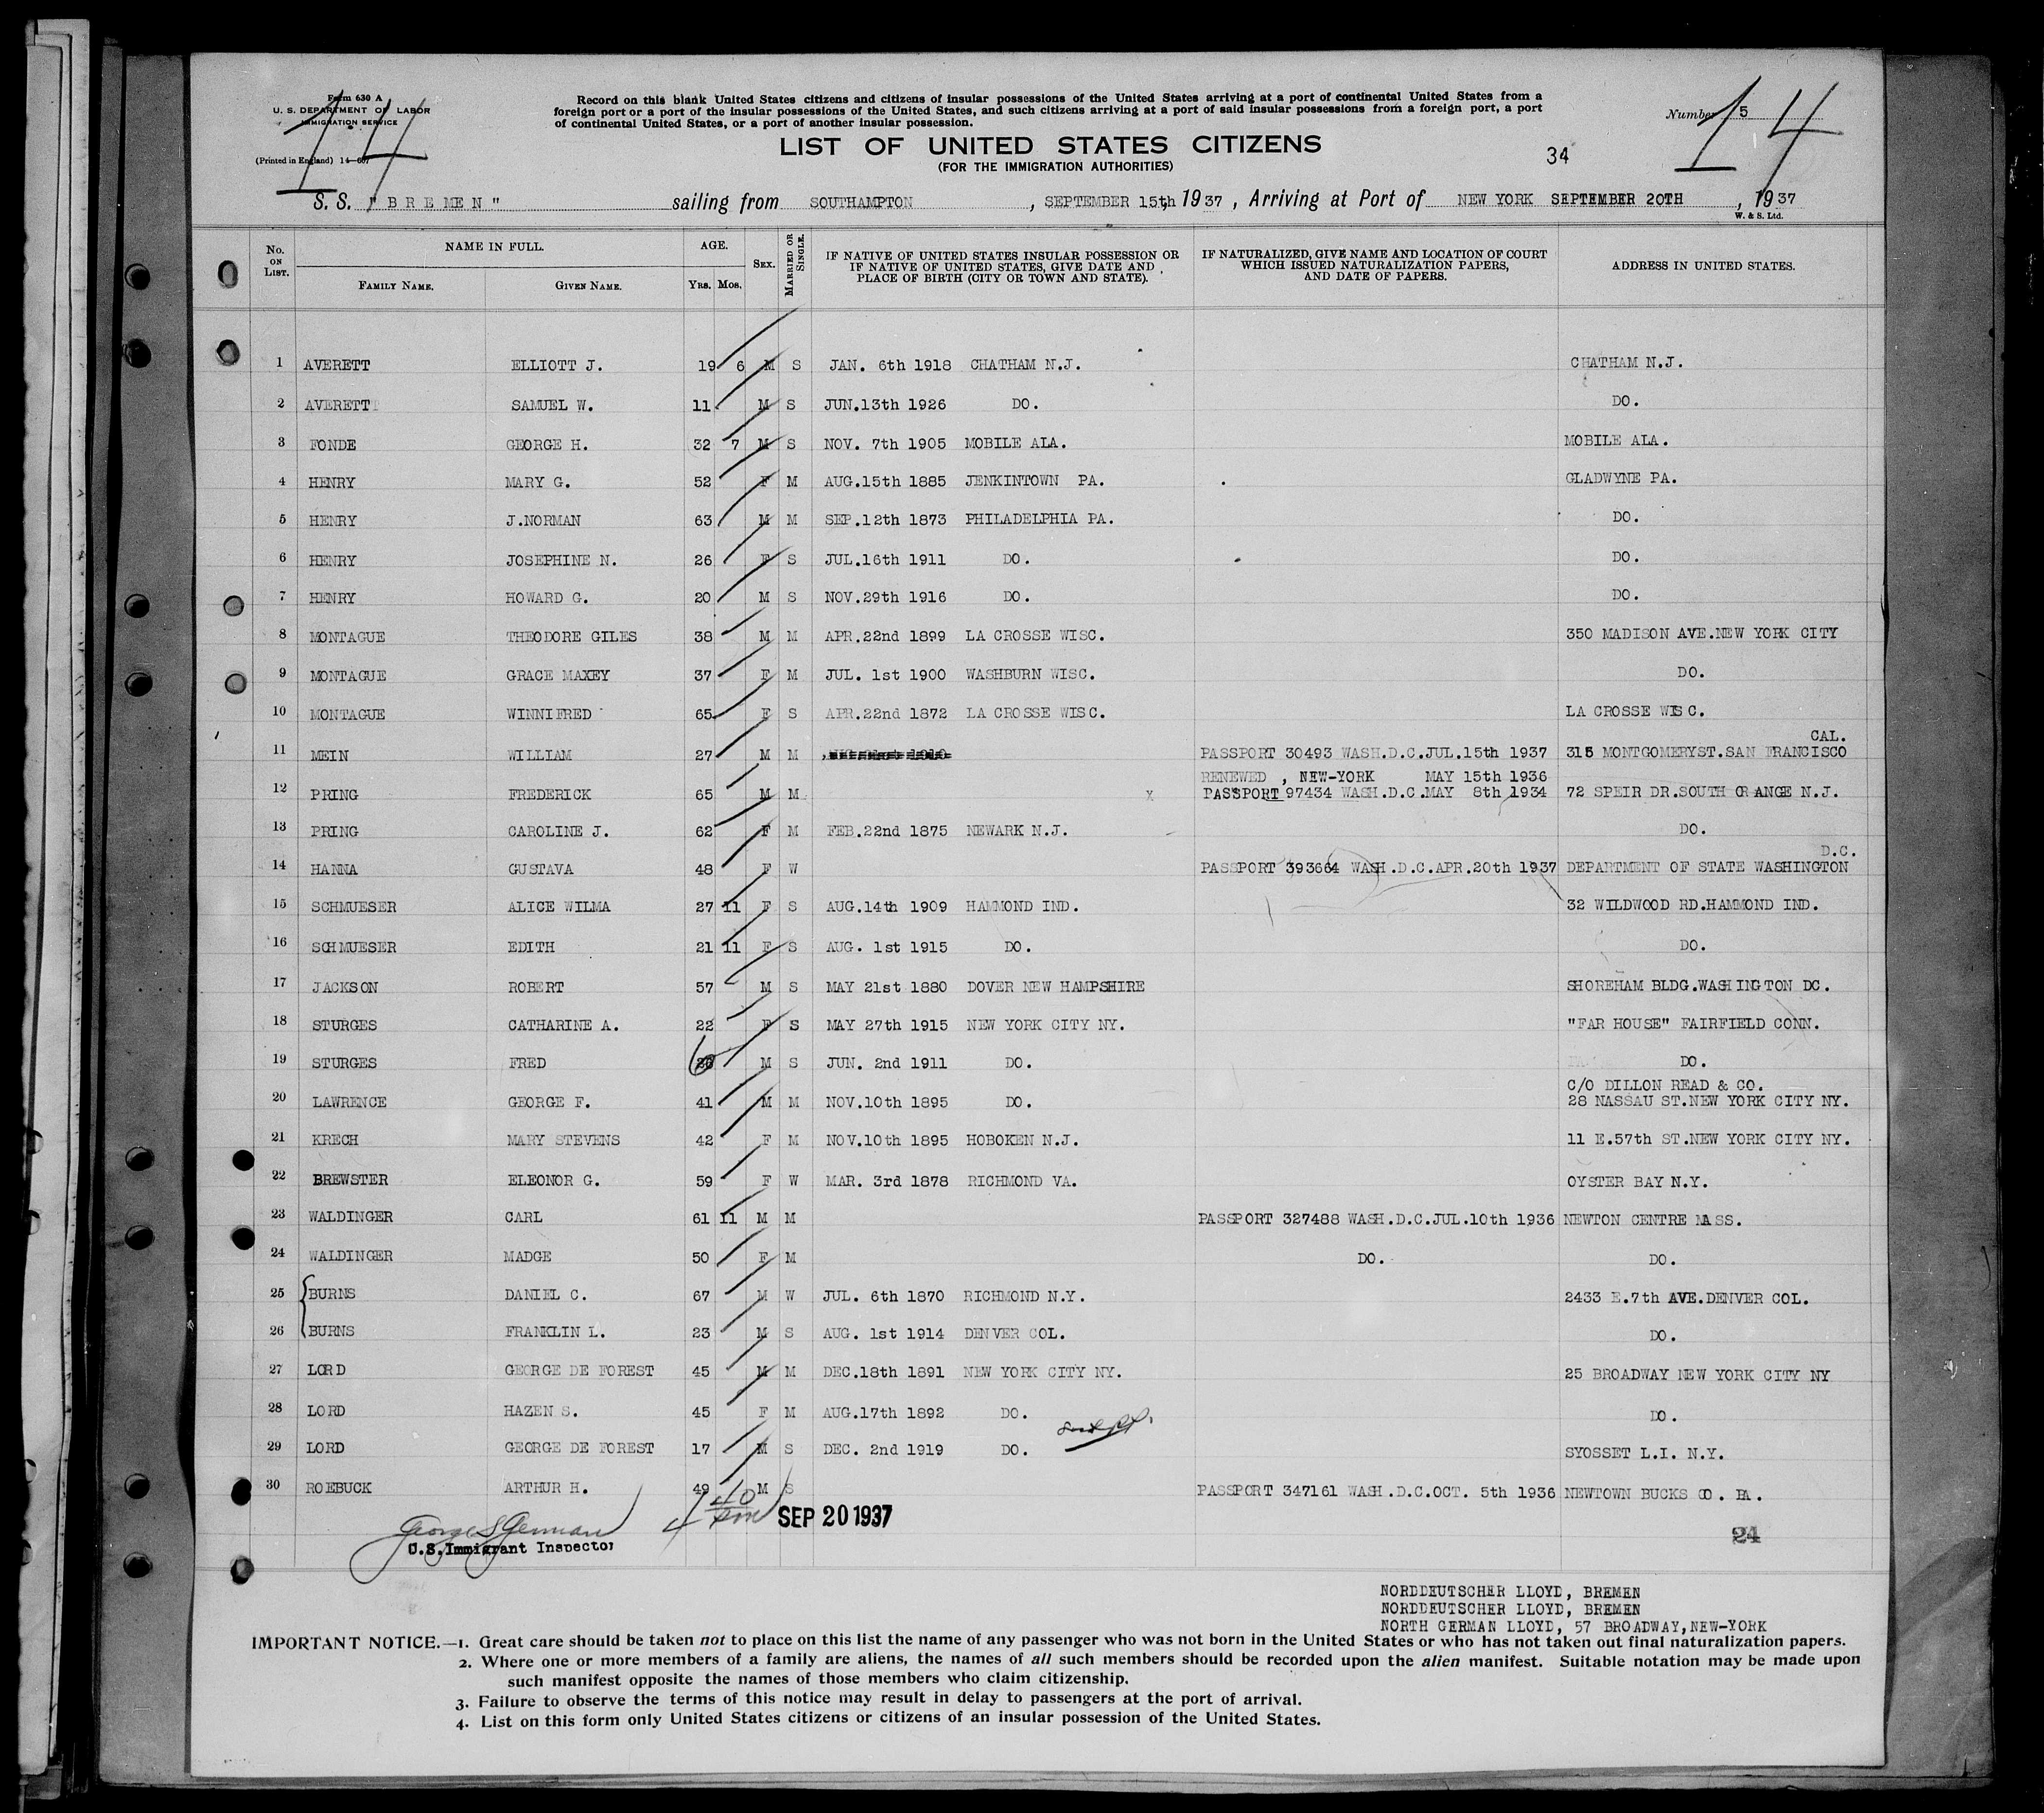 Form 630 A
U. S. DEPARTMENT OF LABOR
IMMIGRATION SERVICE
(Printed in England) 14—687
14
Record on this blank United States citizens and citizens of insular possessions of the United States arriving at a port of continental United States from a
foreign port or a port of the insular possessions of the United States, and such citizens arriving at a port of said insular possessions from a foreign port, a port
of continental United States, or a port of another insular possession.
Number 5
14
LIST OF UNITED STATES CITIZENS
(FOR THE IMMIGRATION AUTHORITIES)
34
S. S. "BREMEN" sailing from SOUTHAMPTON, SEPTEMBER 15th, 1937, Arriving at Port of NEW YORK SEPTEMBER 20TH, 1937
W. & S. Ltd.
No. ON LIST. NAME IN FULL. FAMILY NAME. GIVEN NAME. AGE. YRS. MOS. SEX. MARRIED OR SINGLE. IF NATIVE OF UNITED STATES INSULAR POSSESSION OR IF NATIVE OF UNITED STATES, GIVE DATE AND PLACE OF BIRTH (CITY OR TOWN AND STATE). IF NATURALIZED, GIVE NAME AND LOCATION OF COURT WHICH ISSUED NATURALIZATION PAPERS, AND DATE OF PAPERS. ADDRESS IN UNITED STATES.
1 AVERETT ELLIOTT J. 19 6 M S JAN. 6th 1918 CHATHAM N.J. CHATHAM N.J.
2 AVERETT SAMUEL W. 11 M S JUN.13th 1926 DO. DO.
3 FONDE GEORGE H. 32 7 M S NOV. 7th 1905 MOBILE ALA. MOBILE ALA.
4 HENRY MARY G. 52 F M AUG.15th 1885 JENKINTOWN PA. GLADWYNE PA.
5 HENRY J.NORMAN 63 M M SEP.12th 1873 PHILADELPHIA PA. DO.
6 HENRY JOSEPHINE N. 26 F S JUL.16th 1911 DO. DO.
7 HENRY HOWARD G. 20 M S NOV.29th 1916 DO. DO.
8 MONTAGUE THEODORE GILES 38 M M APR.22nd 1899 LA CROSSE WISC. 350 MADISON AVE.NEW YORK CITY
9 MONTAGUE GRACE MAXEY 37 F M JUL. 1st 1900 WASHBURN WISC. DO.
10 MONTAGUE WINNIFRED 65 F S APR.22nd 1872 LA CROSSE WISC. LA CROSSE WISC.
CAL.
11 MEIN WILLIAM 27 M M PASSPORT 30493 WASH.D.C.JUL.15th 1937 315 MONTGOMERYST.SAN FRANCISCO
RENEWED , NEW-YORK MAY 15th 1936
12 PRING FREDERICK 65 M M X PASSPORT 97434 WASH.D.C.MAY 8th 1934 72 SPEIR DR.SOUTH ORANGE N.J.
13 PRING CAROLINE J. 62 F M FEB.22nd 1875 NEWARK N.J. DO.
D.C.
14 HANNA GUSTAVA 48 F W PASSPORT 393664 WASH.D.C.APR.20th 1937 DEPARTMENT OF STATE WASHINGTON
15 SCHMUESER ALICE WILMA 27 11 F S AUG.14th 1909 HAMMOND IND. 32 WILDWOOD RD.HAMMOND IND.
16 SCHMUESER EDITH 21 11 F S AUG. 1st 1915 DO. DO.
17 JACKSON ROBERT 57 M S MAY 21st 1880 DOVER NEW HAMPSHIRE SHOREHAM BLDG.WASHINGTON DC.
18 STURGES CATHARINE A. 22 F S MAY 27th 1915 NEW YORK CITY NY. "FAR HOUSE" FAIRFIELD CONN.
19 STURGES FRED 26 M S JUN. 2nd 1911 DO. DO.
C/O DILLON READ & CO.
20 LAWRENCE GEORGE F. 41 M M NOV.10th 1895 DO. 28 NASSAU ST.NEW YORK CITY NY.
21 KRECH MARY STEVENS 42 F M NOV.10th 1895 HOBOKEN N.J. 11 E.57th ST.NEW YORK CITY NY.
22 BREWSTER ELEONOR G. 59 F W MAR. 3rd 1878 RICHMOND VA. OYSTER BAY N.Y.
23 WALDINGER CARL 61 11 M M PASSPORT 327488 WASH.D.C.JUL.10th 1936 NEWTON CENTRE MASS.
24 WALDINGER MADGE 50 F M DO. DO.
25 BURNS DANIEL C. 67 M W JUL. 6th 1870 RICHMOND N.Y. 2433 E.7th AVE.DENVER COL.
26 BURNS FRANKLIN L. 23 M S AUG. 1st 1914 DENVER COL. DO.
27 LORD GEORGE DE FOREST 45 M M DEC.18th 1891 NEW YORK CITY NY. 25 BROADWAY NEW YORK CITY NY
28 LORD HAZEN S. 45 F M AUG.17th 1892 DO. DO.
29 LORD GEORGE DE FOREST 17 M S DEC. 2nd 1919 DO. SYOSSET L.I. N.Y.
30 ROEBUCK ARTHUR H. 49 M S PASSPORT 347161 WASH.D.C.OCT. 5th 1936 NEWTOWN BUCKS CO. PA.
SEP 20 1937
24
U.S.Immigrant Inspector
NORDDEUTSCHER LLOYD, BREMEN
NORDDEUTSCHER LLOYD, BREMEN
NORTH GERMAN LLOYD, 57 BROADWAY,NEW-YORK
IMPORTANT NOTICE.—1. Great care should be taken not to place on this list the name of any passenger who was not born in the United States or who has not taken out final naturalization papers.
2. Where one or more members of a family are aliens, the names of all such members should be recorded upon the alien manifest. Suitable notation may be made upon
such manifest opposite the names of those members who claim citizenship.
3. Failure to observe the terms of this notice may result in delay to passengers at the port of arrival.
4. List on this form only United States citizens or citizens of an insular possession of the United States.